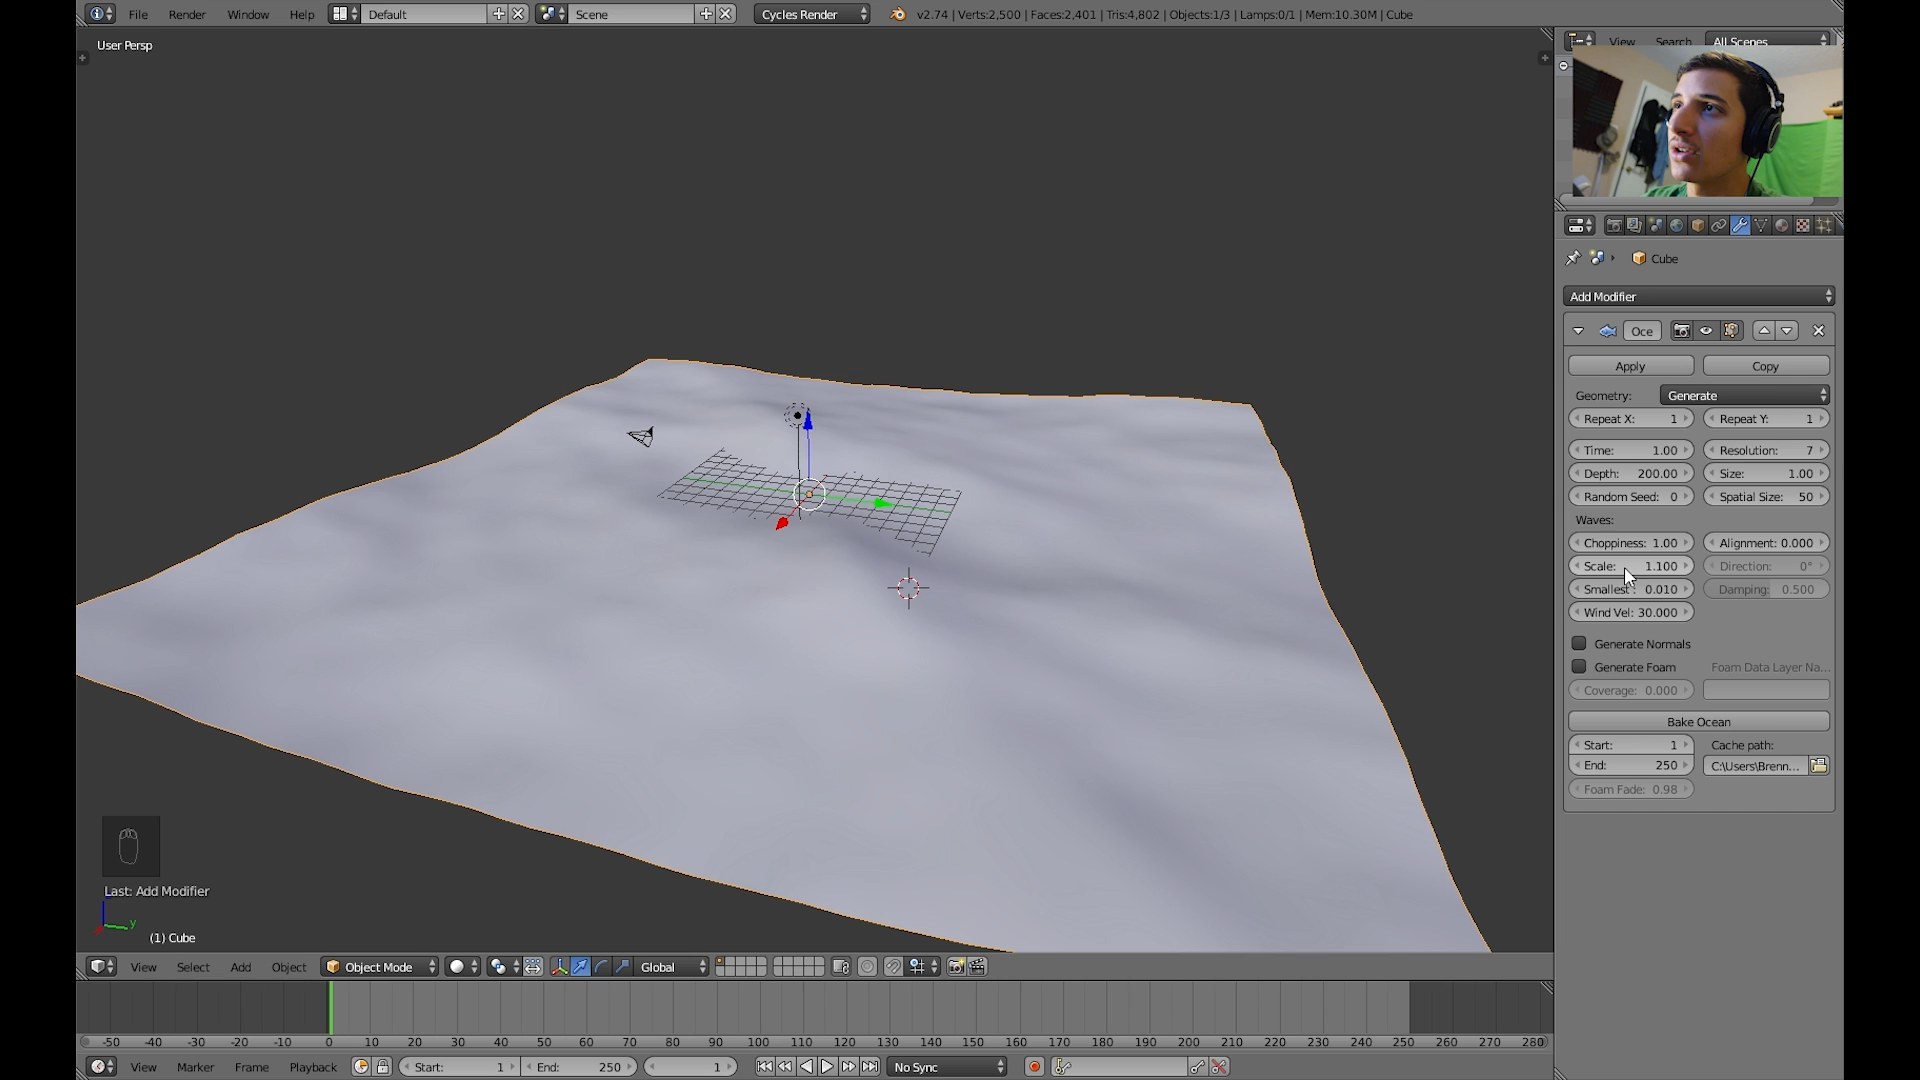 File Render Window Help Default Scene Cycles Render v2.74 | Verts:2,500 | Faces:2,401 | Tris:4,802 | Objects:1/3 | Lamps:0/1 | Mem:10.30M | Cube
User Persp
View Search All Scenes
Cube
Add Modifier
Oce
Apply Copy
Geometry: Generate
Repeat X: 1 Repeat Y: 1
Time: 1.00 Resolution: 7
Depth: 200.00 Size: 1.00
Random Seed: 0 Spatial Size: 50
Waves:
Choppiness: 1.00 Alignment: 0.000
Scale: 1.100 Direction: 0°
Smallest : 0.010 Damping: 0.500
Wind Vel: 30.000
Generate Normals
Generate Foam Foam Data Layer Na...
Coverage: 0.000
Bake Ocean
Start: 1 Cache path:
End: 250 C:\Users\Brenn...
Foam Fade: 0.98
Last: Add Modifier
y
(1) Cube
View Select Add Object Object Mode Global
-50 -40 -30 -20 -10 0 10 20 30 40 50 60 70 80 90 100 110 120 130 140 150 160 170 180 190 200 210 220 230 240 250 260 270 280
View Marker Frame Playback Start: 1 End: 250 1 No Sync